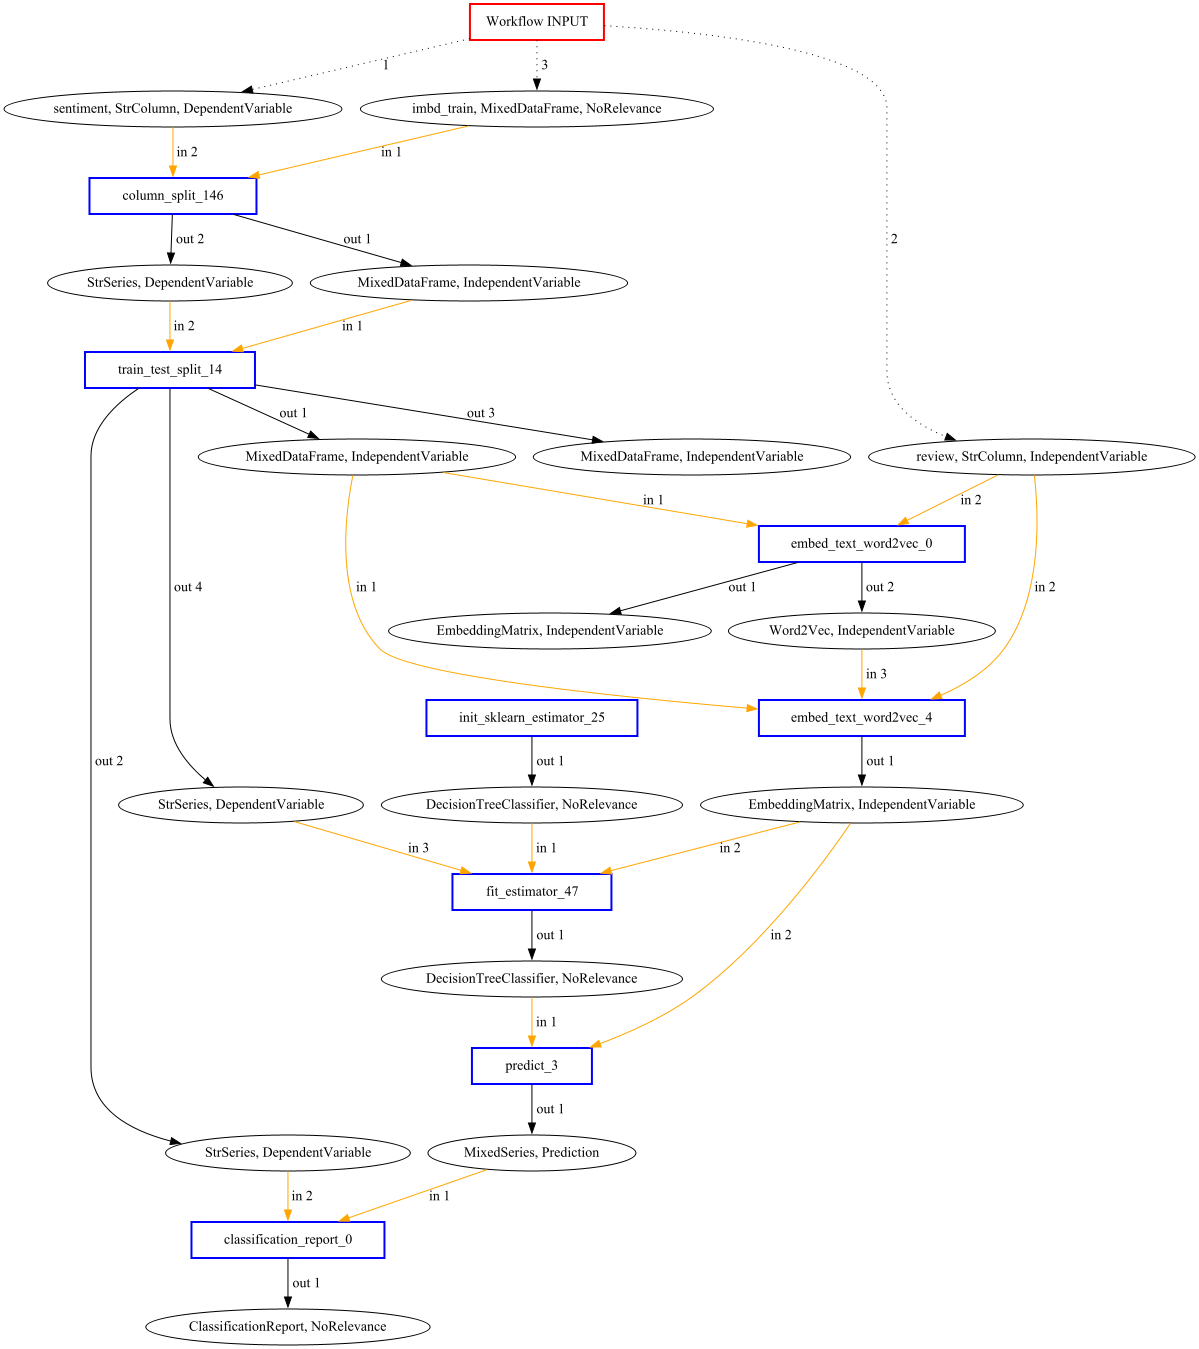 Workflow INPUT
1
3
sentiment, StrColumn, DependentVariable
imbd_train, MixedDataFrame, NoRelevance
in 2
in 1
column_split_146
out 2
out 1
2
StrSeries, DependentVariable
MixedDataFrame, IndependentVariable
in 2
in 1
train_test_split_14
out 1
out 3
MixedDataFrame, IndependentVariable
MixedDataFrame, IndependentVariable
review, StrColumn, IndependentVariable
in 1
in 2
embed_text_word2vec_0
out 4
in 1
out 1
out 2
in 2
EmbeddingMatrix, IndependentVariable
Word2Vec, IndependentVariable
in 3
init_sklearn_estimator_25
embed_text_word2vec_4
out 2
out 1
out 1
StrSeries, DependentVariable
DecisionTreeClassifier, NoRelevance
EmbeddingMatrix, IndependentVariable
in 3
in 1
in 2
fit_estimator_47
out 1
in 2
DecisionTreeClassifier, NoRelevance
in 1
predict_3
out 1
StrSeries, DependentVariable
MixedSeries, Prediction
in 2
in 1
classification_report_0
out 1
ClassificationReport, NoRelevance